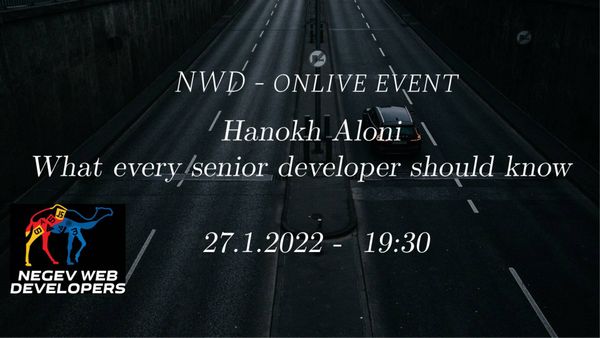 NWD - ONLIVE EVENT
Hanokh Aloni
What every senior developer should know
27.1.2022 - 19:30
NEGEV WEB
DEVELOPERS